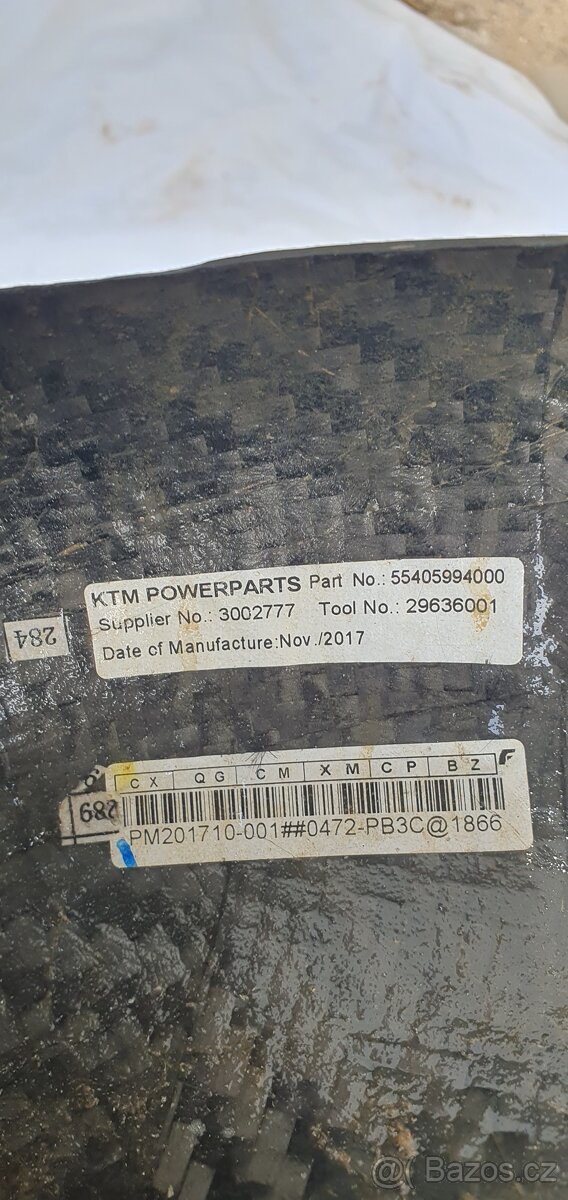 KTM POWERPARTS Part No.: 55405994000
Supplier No.: 3002777 Tool No.: 29636001
Date of Manufacture:Nov./2017
284
CX QG CM XM CP BZ F
289
PM201710-001##0472-PB3C@1866
@ Bazoš.cz